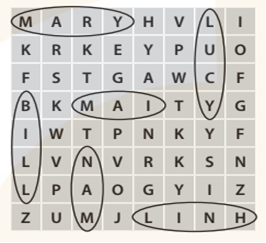 M A R Y H V L I
K R K E Y P U O
F S T G A W C F
B K M A I T Y G
I W T P N K Y F
L V N V R K S N
L P A O G Y I Z
Z U M J L I N H